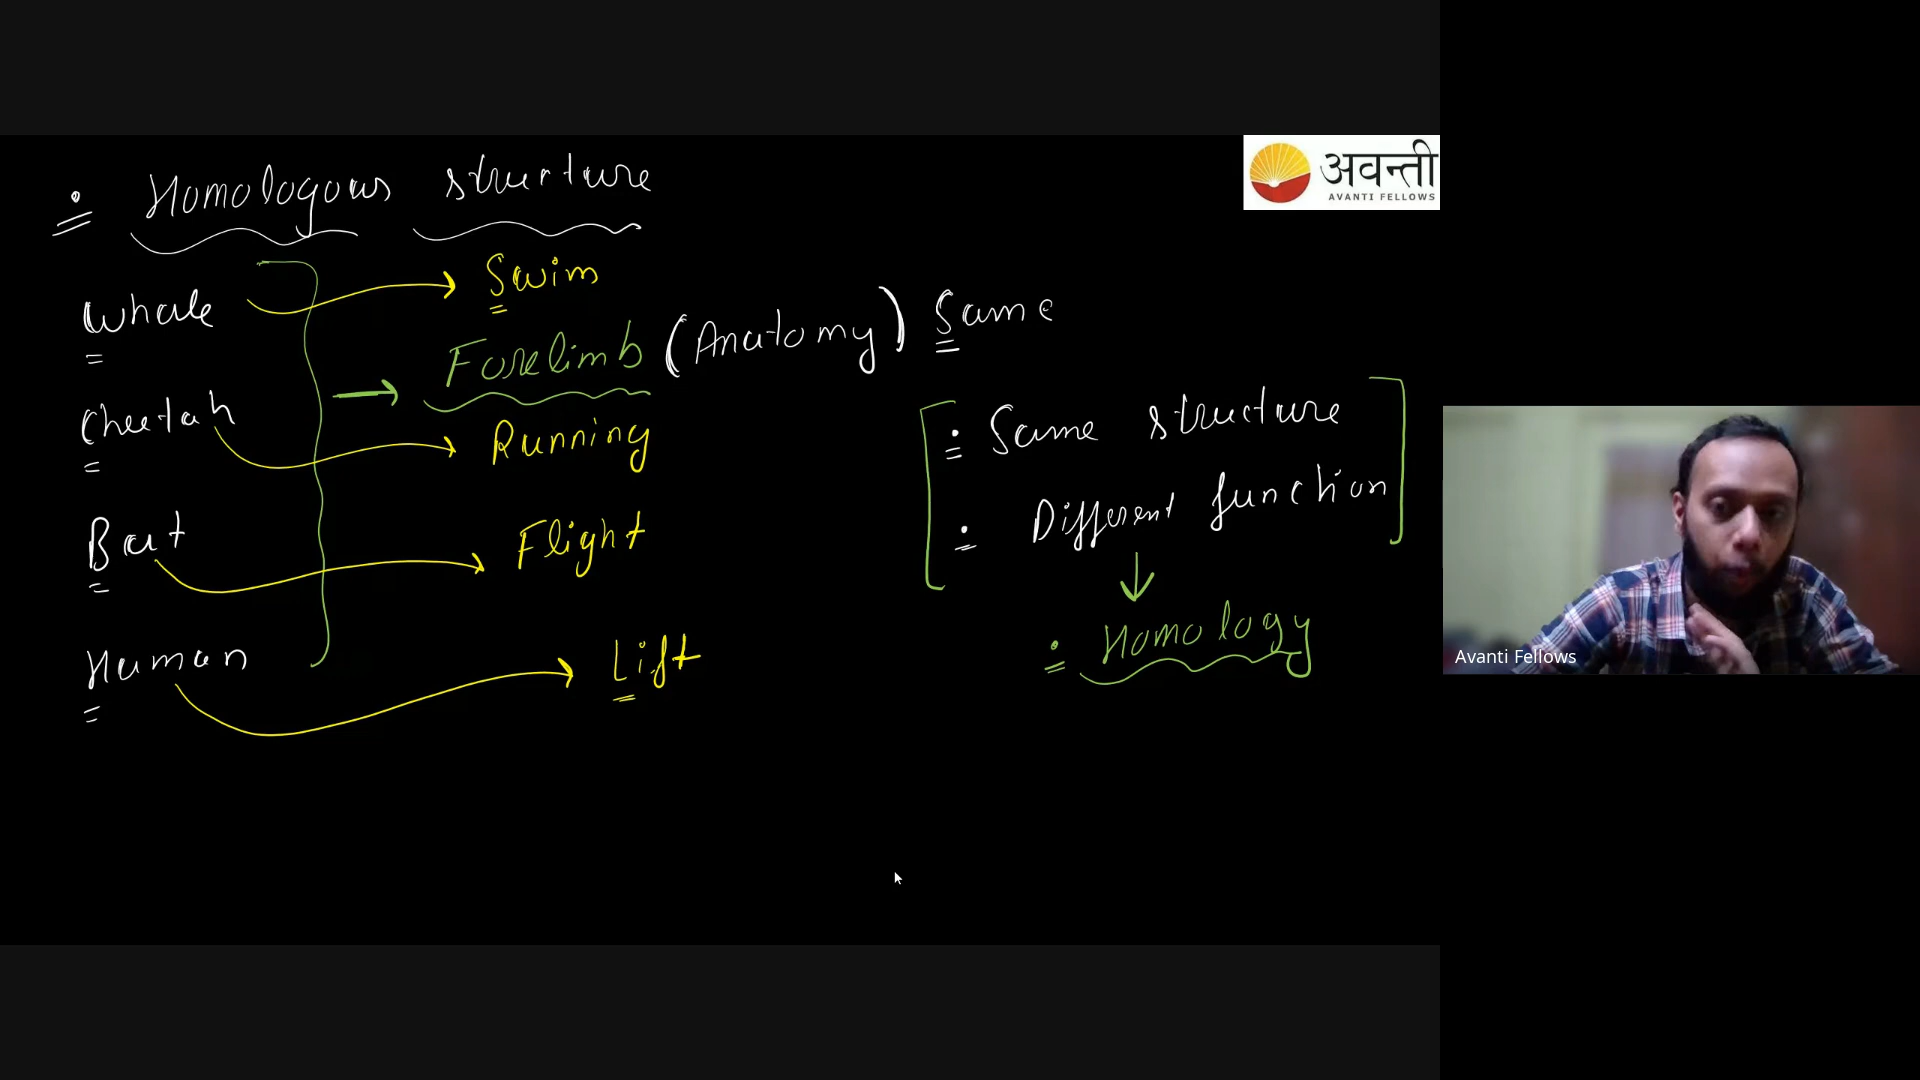 Homologous structure
अवन्ती
AVANTI FELLOWS
Whale
Swim
Forelimb (Anatomy) Same
Cheetah
Running
Same structure
Different function
Bat
Flight
Homology
Human
Lift
Avanti Fellows